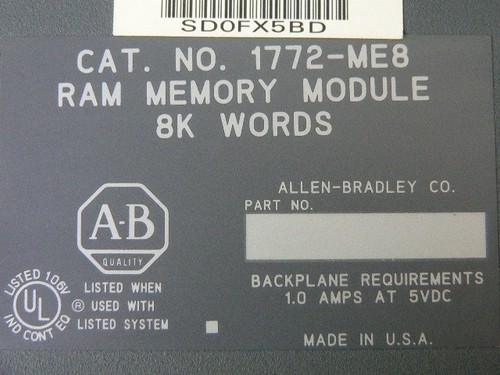 SD0FX5BD
CAT. NO. 1772-ME8
RAM MEMORY MODULE
8K WORDS
ALLEN-BRADLEY CO.
PART NO.
A-B
QUALITY
BACKPLANE REQUIREMENTS
1.0 AMPS AT 5VDC
LISTED 106V
UL
®
IND CONT EQ
LISTED WHEN
USED WITH
LISTED SYSTEM
MADE IN U.S.A.